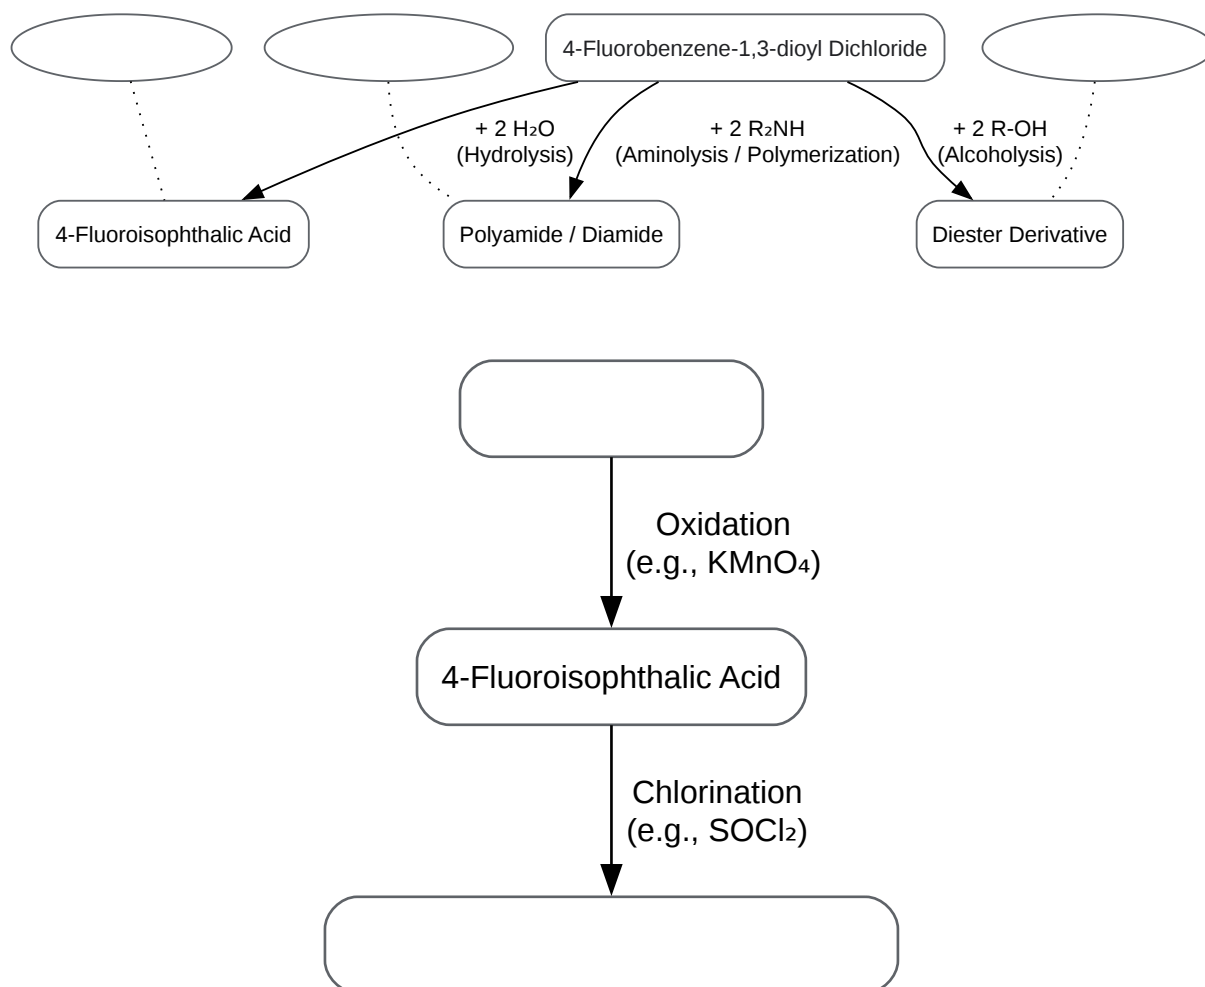 4-Fluorobenzene-1,3-dioyl Dichloride
+ 2 H₂O
(Hydrolysis)
+ 2 R₂NH
(Aminolysis / Polymerization)
+ 2 R-OH
(Alcoholysis)
4-Fluoroisophthalic Acid
Polyamide / Diamide
Diester Derivative
Oxidation
(e.g., KMnO₄)
4-Fluoroisophthalic Acid
Chlorination
(e.g., SOCl₂)